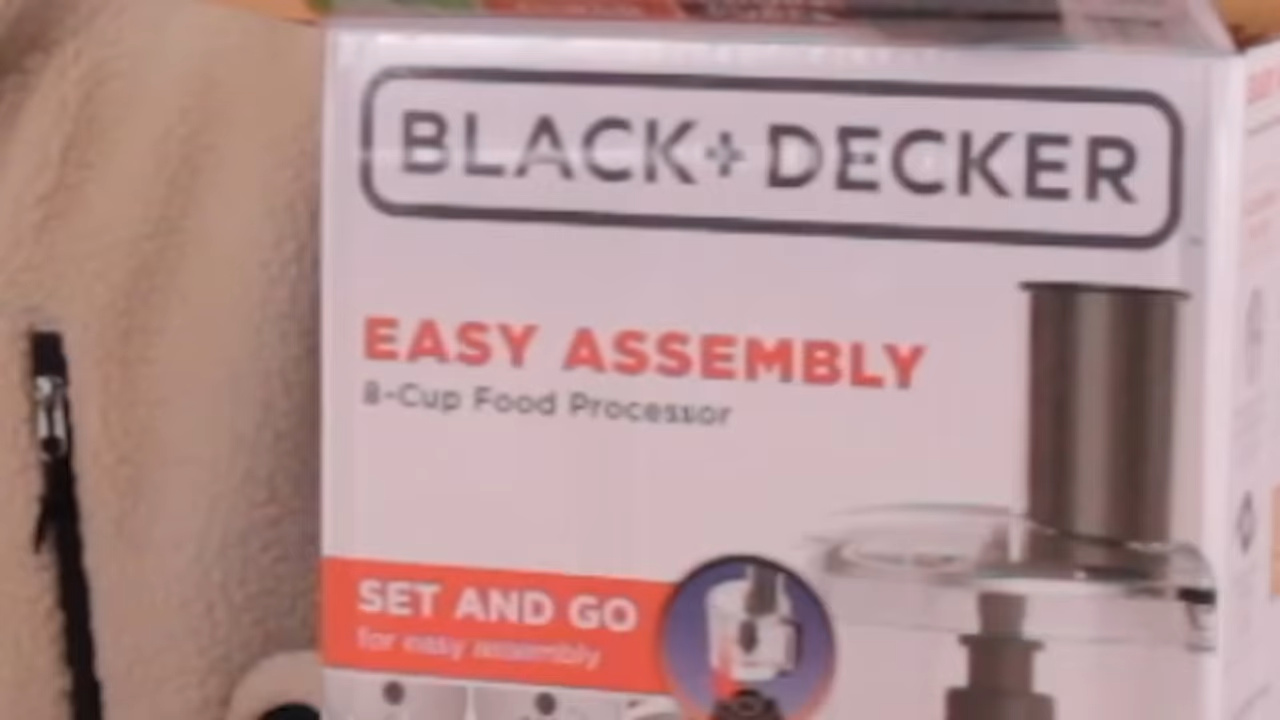 BLACK+DECKER
EASY ASSEMBLY
8-Cup Food Processor
SET AND GO
for easy assembly